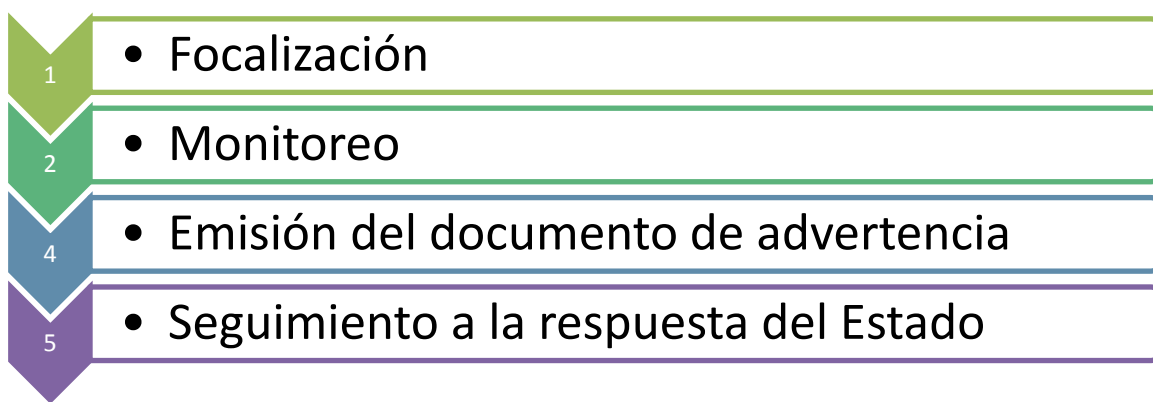 1 • Focalización
2 • Monitoreo
4 • Emisión del documento de advertencia
5 • Seguimiento a la respuesta del Estado